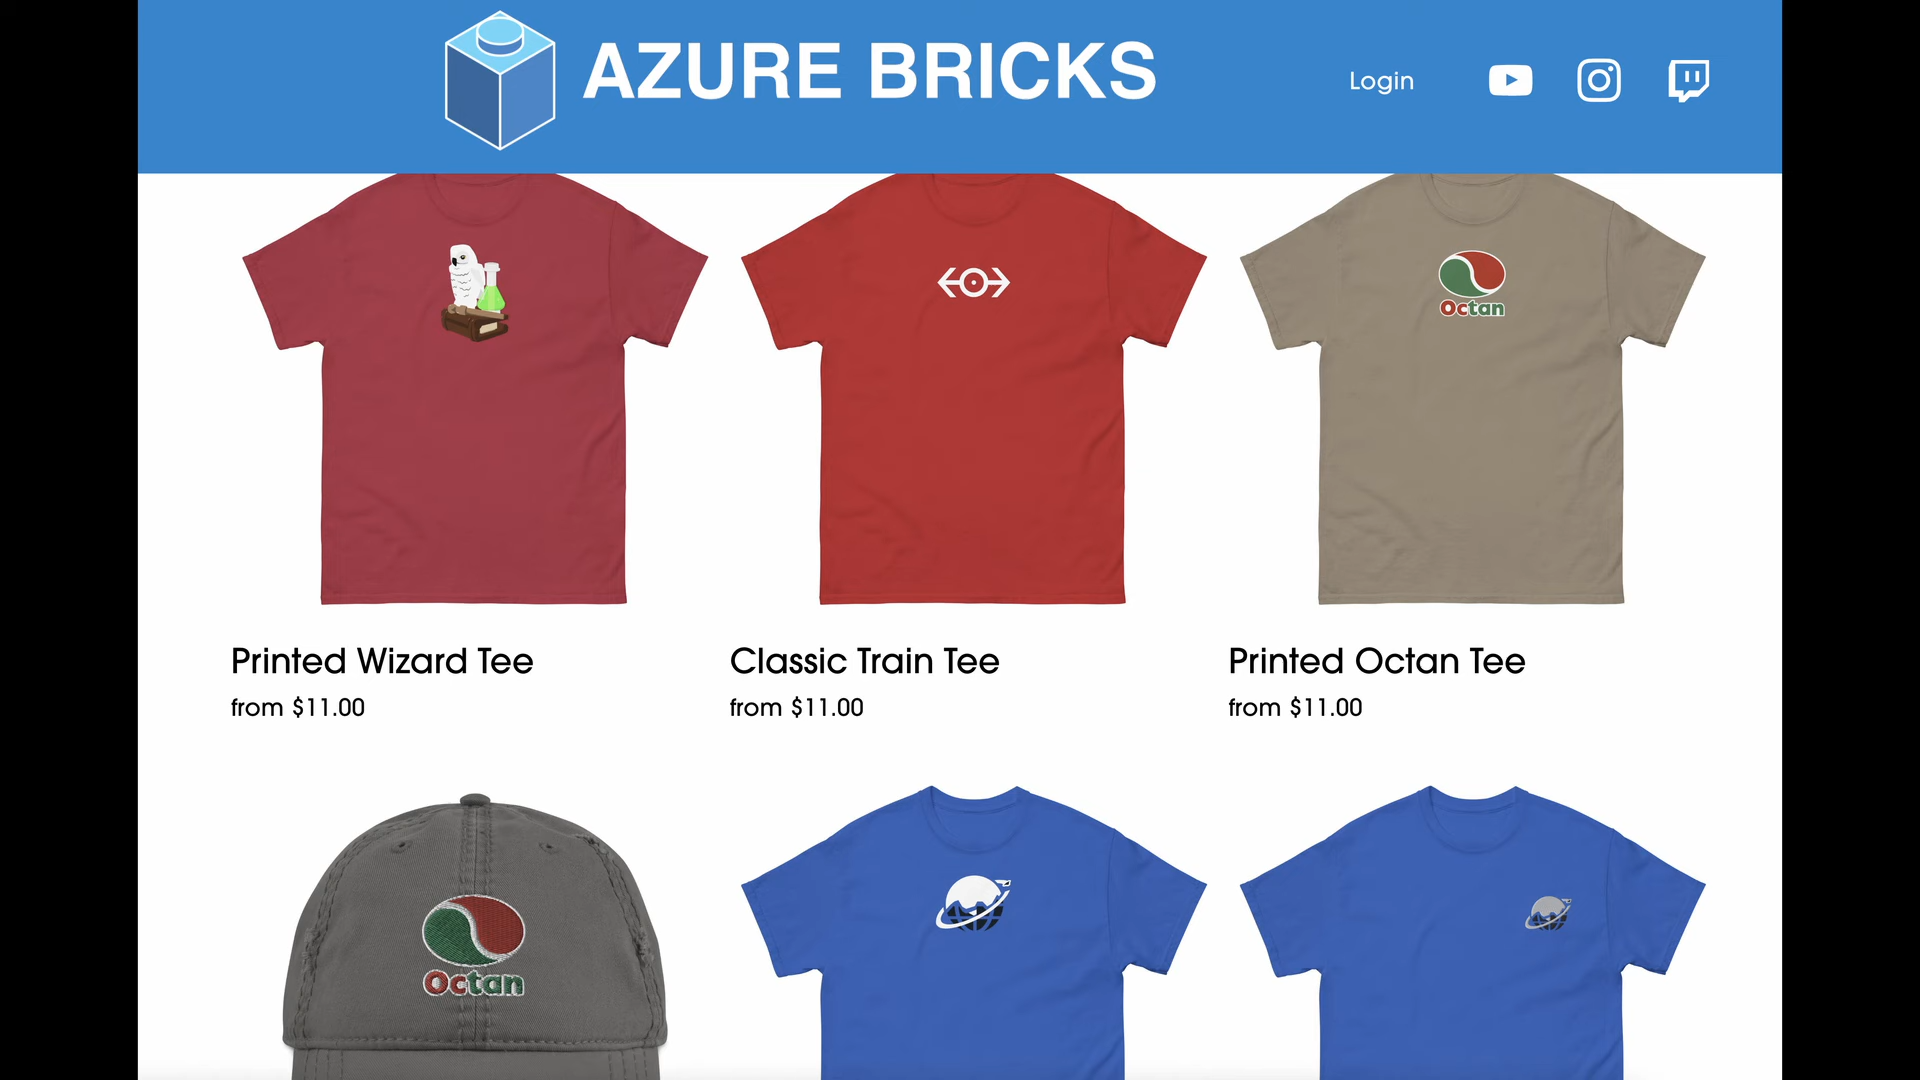 AZURE BRICKS
Login
Octan
Printed Wizard Tee
from $11.00
Classic Train Tee
from $11.00
Printed Octan Tee
from $11.00
Octan